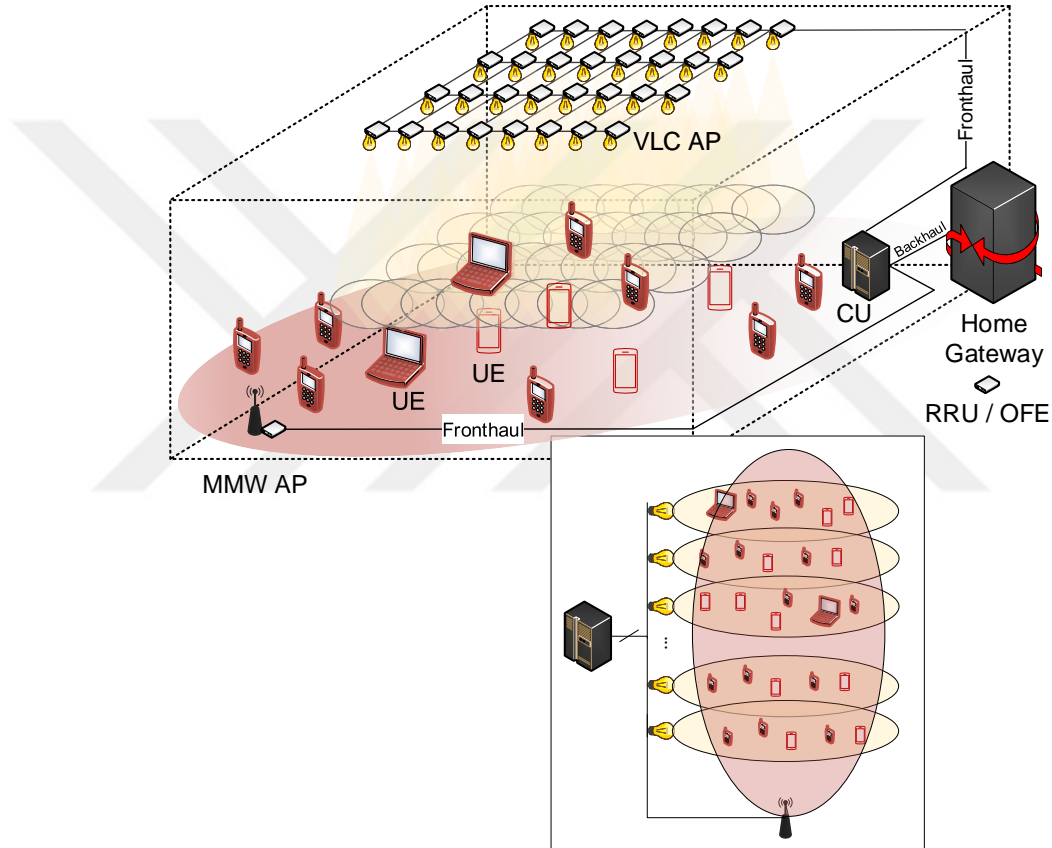 VLC AP
Fronthaul
Backhaul
CU
Home
Gateway
RRU / OFE
UE
UE
Fronthaul
MMW AP
...